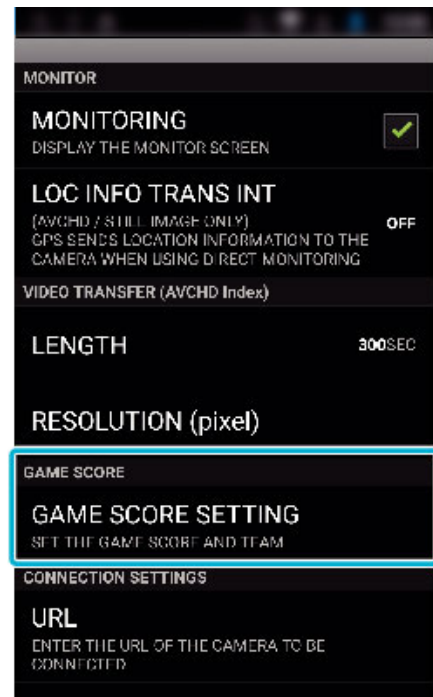 MONITOR
MONITORING
DISPLAY THE MONITOR SCREEN
LOC INFO TRANS INT
(AVCHD / STILL IMAGE ONLY)
OFF
GPS SENDS LOCATION INFORMATION TO THE
CAMERA WHEN USING DIRECT MONITORING
VIDEO TRANSFER (AVCHD Index)
LENGTH
300SEC
RESOLUTION (pixel)
GAME SCORE
GAME SCORE SETTING
SET THE GAME SCORE AND TEAM
CONNECTION SETTINGS
URL
ENTER THE URL OF THE CAMERA TO BE
CONNECTED